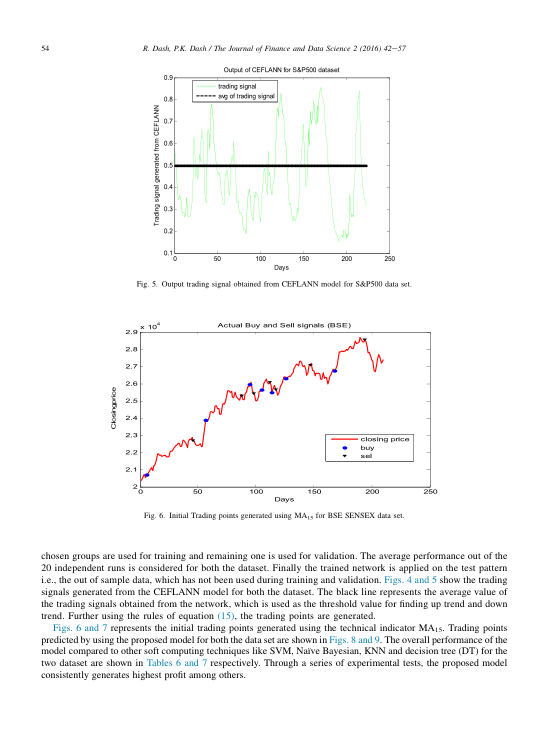 54
R. Dash, P.K. Dash / The Journal of Finance and Data Science 2 (2016) 42–57
Output of CEFLANN for S&P500 dataset
0.9
0.8
0.7
0.6
0.5
0.4
0.3
0.2
0.1
Trading signal generated from CEFLANN
trading signal
avg of trading signal
0 50 100 150 200 250
Days
Fig. 5. Output trading signal obtained from CEFLANN model for S&P500 data set.
Actual Buy and Sell signals (BSE)
x 10^4
2.9
2.8
2.7
2.6
2.5
2.4
2.3
2.2
2.1
2
Closingprice
closing price
buy
sel
0 50 100 150 200 250
Days
Fig. 6. Initial Trading points generated using MA15 for BSE SENSEX data set.
chosen groups are used for training and remaining one is used for validation. The average performance out of the
20 independent runs is considered for both the dataset. Finally the trained network is applied on the test pattern
i.e., the out of sample data, which has not been used during training and validation. Figs. 4 and 5 show the trading
signals generated from the CEFLANN model for both the dataset. The black line represents the average value of
the trading signals obtained from the network, which is used as the threshold value for finding up trend and down
trend. Further using the rules of equation (15), the trading points are generated.
Figs. 6 and 7 represents the initial trading points generated using the technical indicator MA15. Trading points
predicted by using the proposed model for both the data set are shown in Figs. 8 and 9. The overall performance of the
model compared to other soft computing techniques like SVM, Naïve Bayesian, KNN and decision tree (DT) for the
two dataset are shown in Tables 6 and 7 respectively. Through a series of experimental tests, the proposed model
consistently generates highest profit among others.